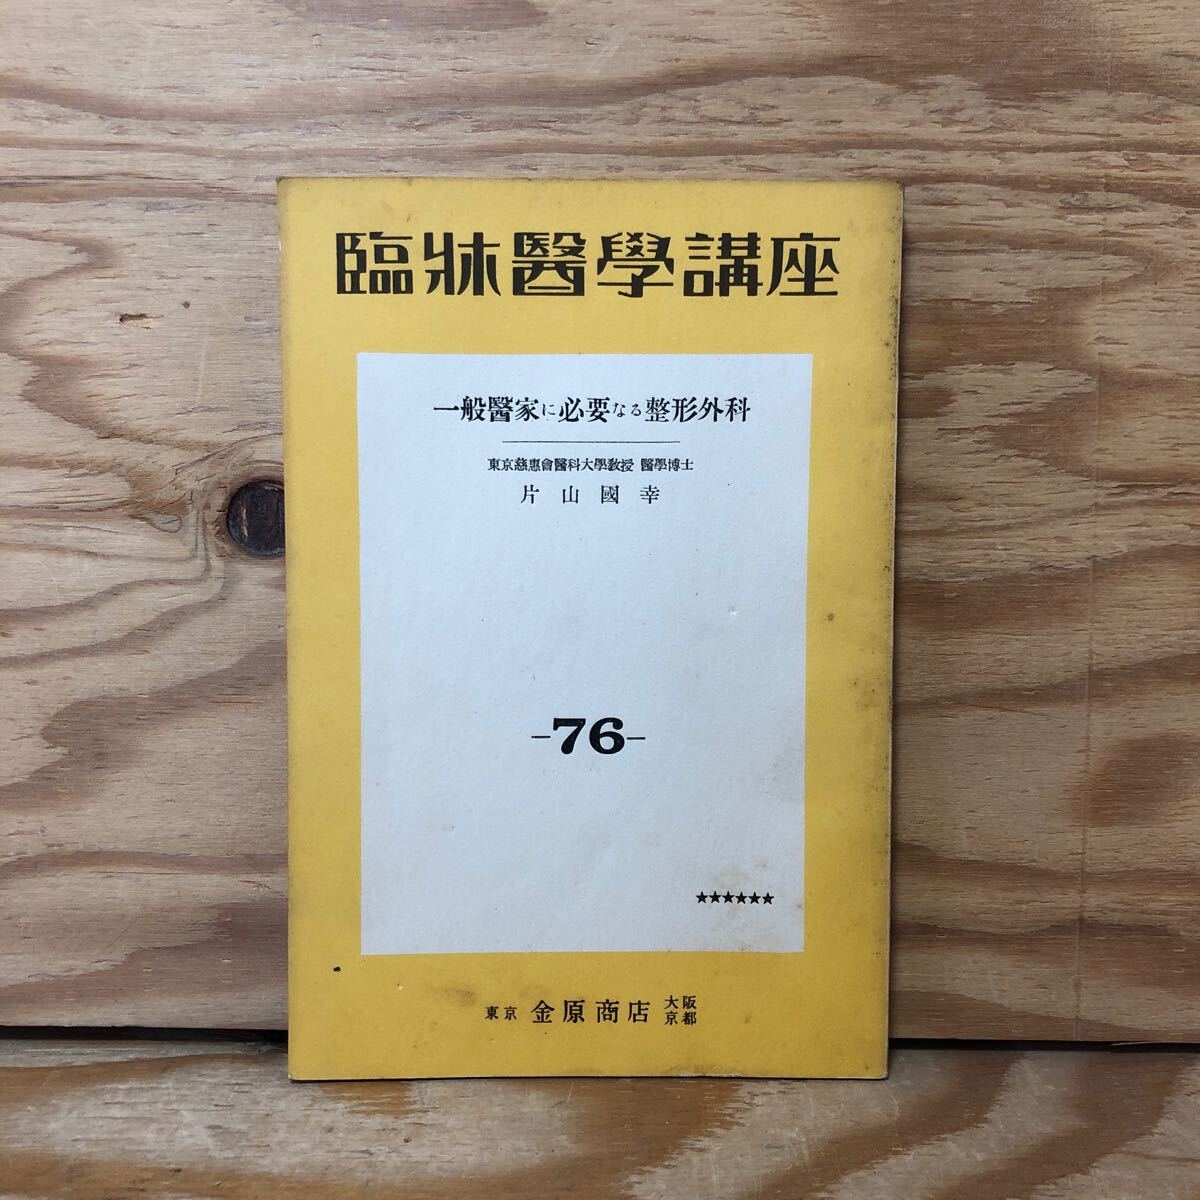 臨牀醫學講座
一般醫家に必要なる整形外科
東京慈惠會醫科大學敎授 醫學博士
片山國幸
-76-
★★★★★★
東京 金原商店 大阪 京都